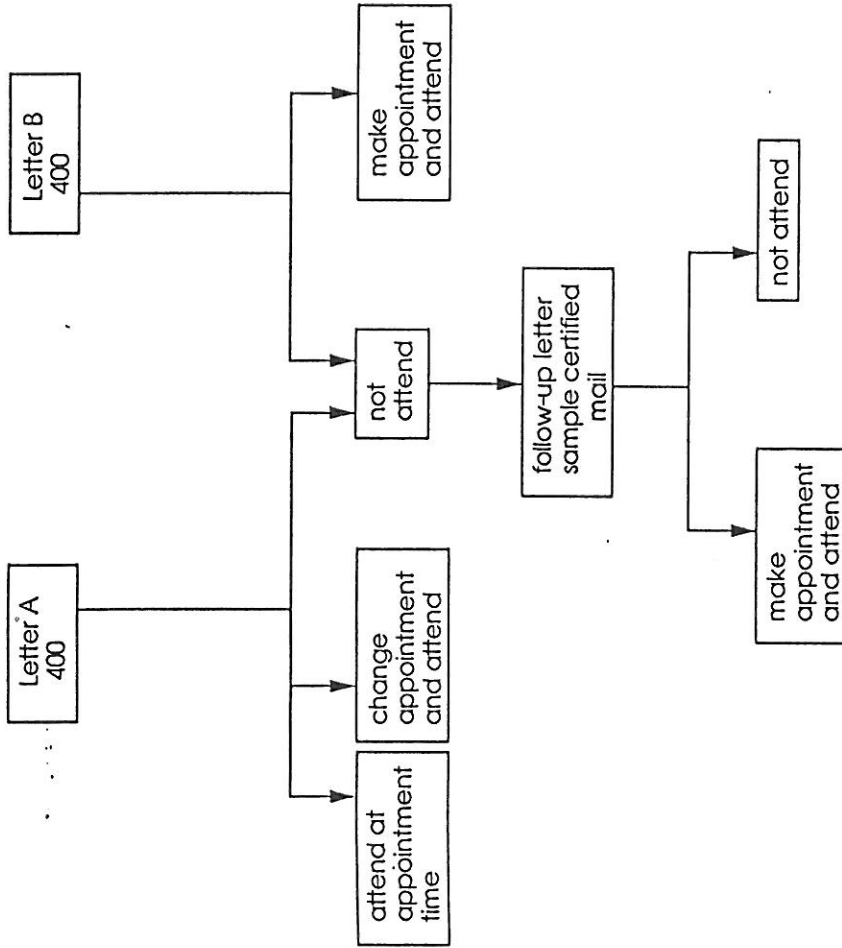 Letter A
400
Letter B
400
attend at
appointment
time
change
appointment
and attend
not
attend
make
appointment
and attend
follow-up letter
sample certified
mail
make
appointment
and attend
not attend